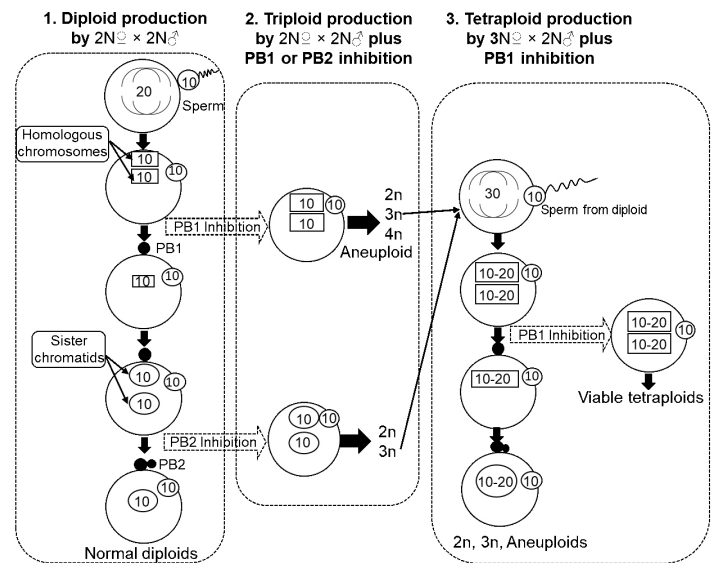 1. Diploid production
by 2N♀ × 2N♂
20
10
Sperm
Homologous
chromosomes
10
10
10
PB1
10
10
Sister
chromatids
10
10
10
PB2
10
10
Normal diploids
2. Triploid production
by 2N♀ × 2N♂ plus
PB1 or PB2 inhibition
PB1 Inhibition
10
10
10
2n
3n
4n
Aneuploid
PB2 Inhibition
10
10
10
2n
3n
3. Tetraploid production
by 3N♀ × 2N♂ plus
PB1 inhibition
30
10
Sperm from diploid
10-20
10-20
10
PB1 Inhibition
10-20
10-20
10
Viable tetraploids
10-20
10
10-20
10
2n, 3n, Aneuploids